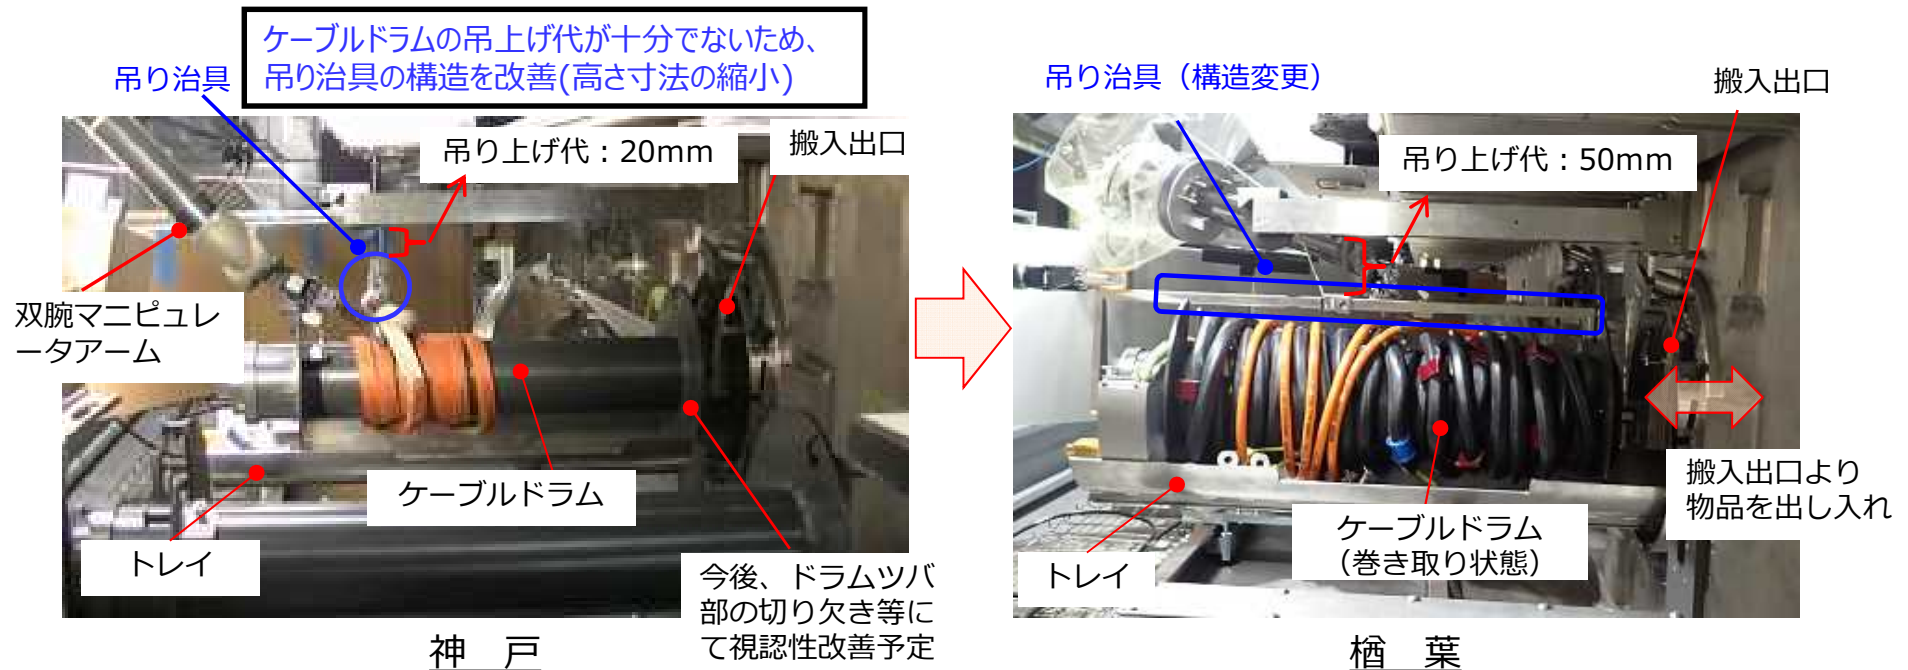 ケーブルドラムの吊上げ代が十分でないため、
吊り治具の構造を改善(高さ寸法の縮小)
吊り治具
吊り上げ代：20mm
搬入出口
双腕マニピュレ
ータアーム
ケーブルドラム
トレイ
今後、ドラムツバ
部の切り欠き等に
て視認性改善予定
神　戸
吊り治具（構造変更）
搬入出口
吊り上げ代：50mm
搬入出口より
物品を出し入れ
ケーブルドラム
（巻き取り状態）
トレイ
楢　葉